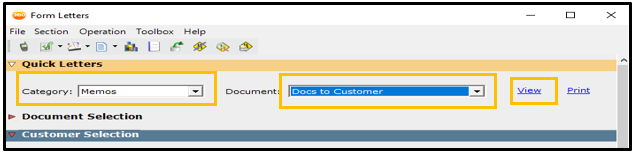 Form Letters
File Section Operation Toolbox Help
Quick Letters
Category: Memos Document: Docs to Customer View Print
Document Selection
Customer Selection